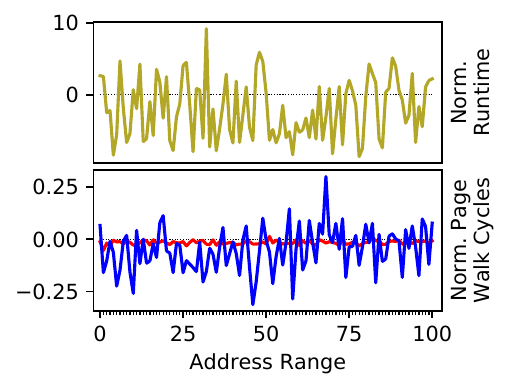 10
0
Norm.
Runtime
0.25
0.00
−0.25
Norm. Page
Walk Cycles
0
25
50
75
100
Address Range